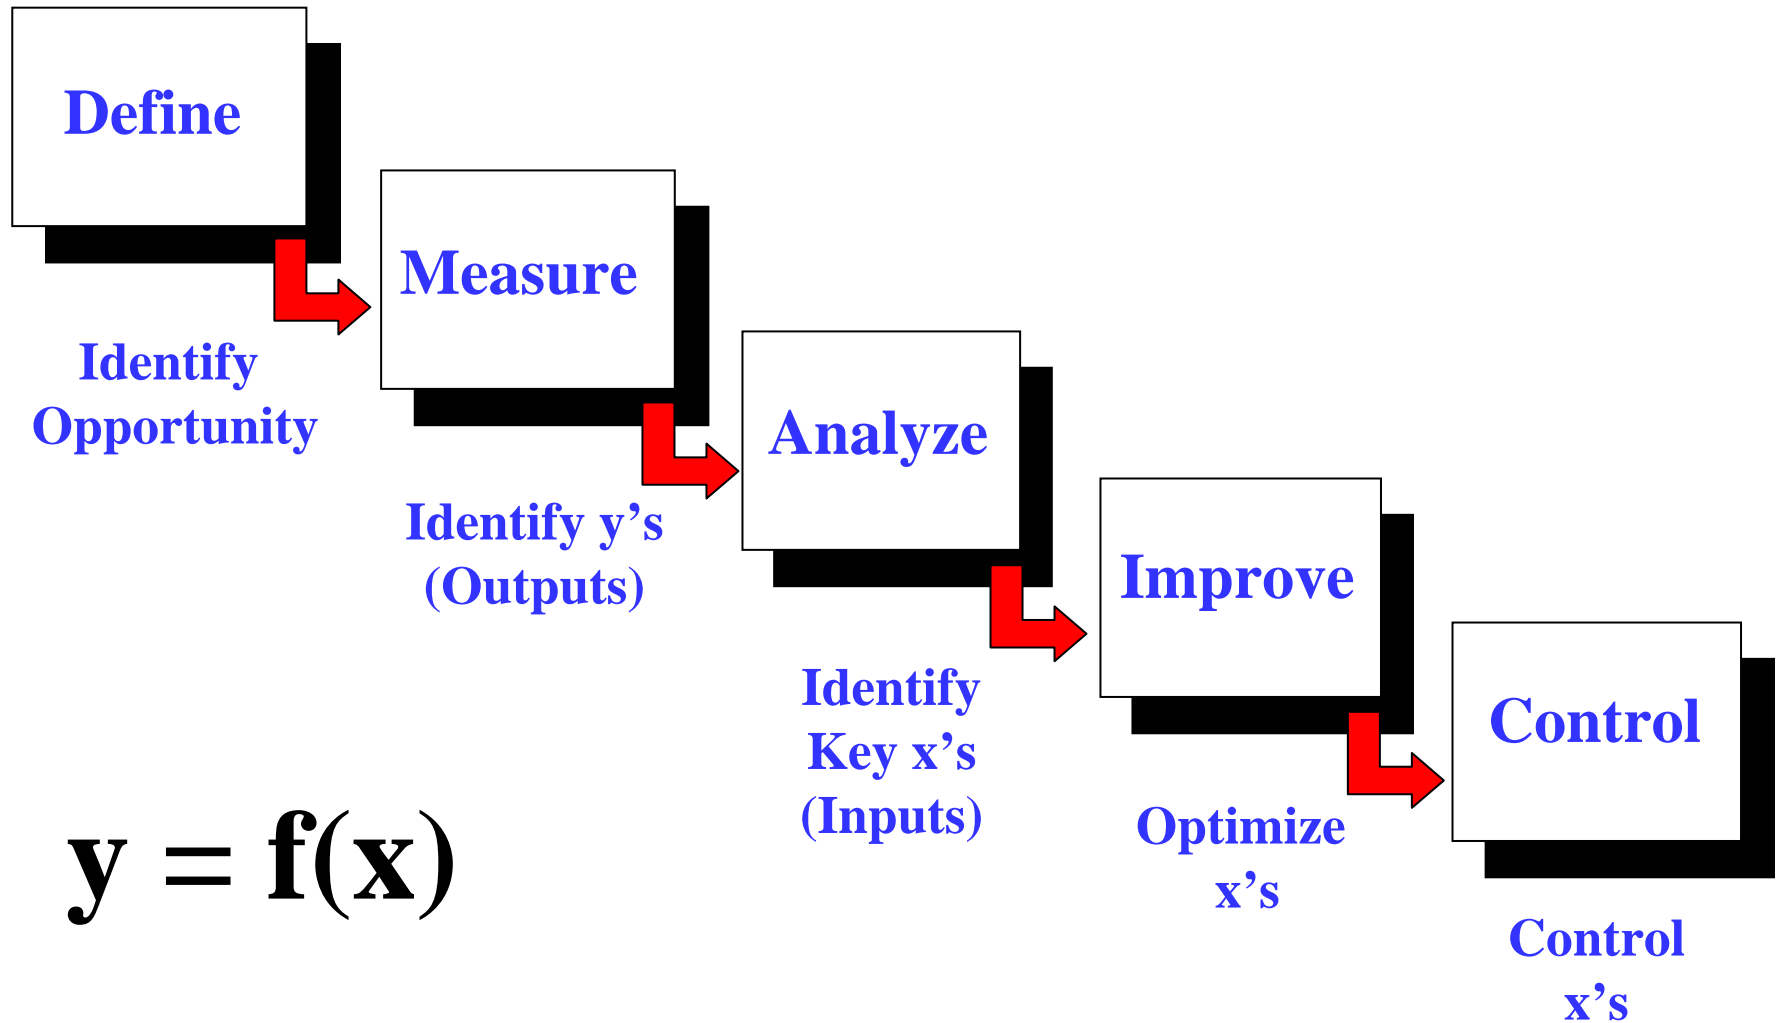 Define
Identify
Opportunity
Measure
Identify y’s
(Outputs)
Analyze
Identify
Key x’s
(Inputs)
Improve
Optimize
x’s
Control
Control
x’s
y = f(x)